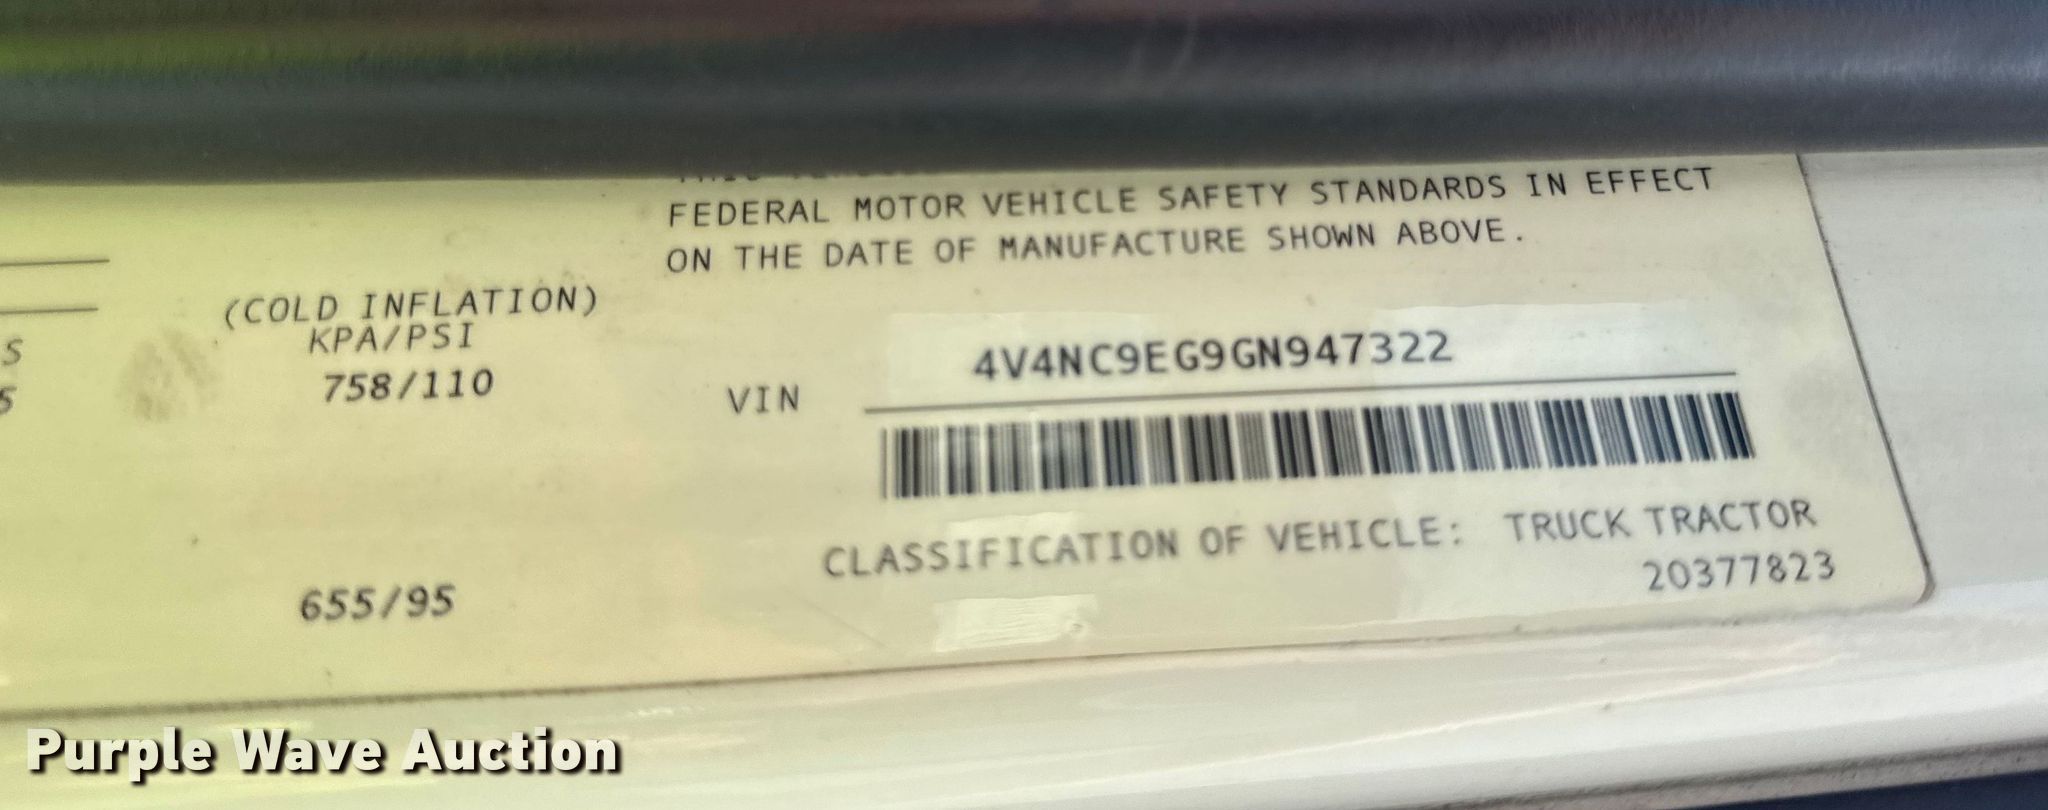 FEDERAL MOTOR VEHICLE SAFETY STANDARDS IN EFFECT
ON THE DATE OF MANUFACTURE SHOWN ABOVE.
(COLD INFLATION)
KPA/PSI
S
758/110
5
VIN 4V4NC9EG9GN947322
655/95
CLASSIFICATION OF VEHICLE: TRUCK TRACTOR
20377823
Purple Wave Auction